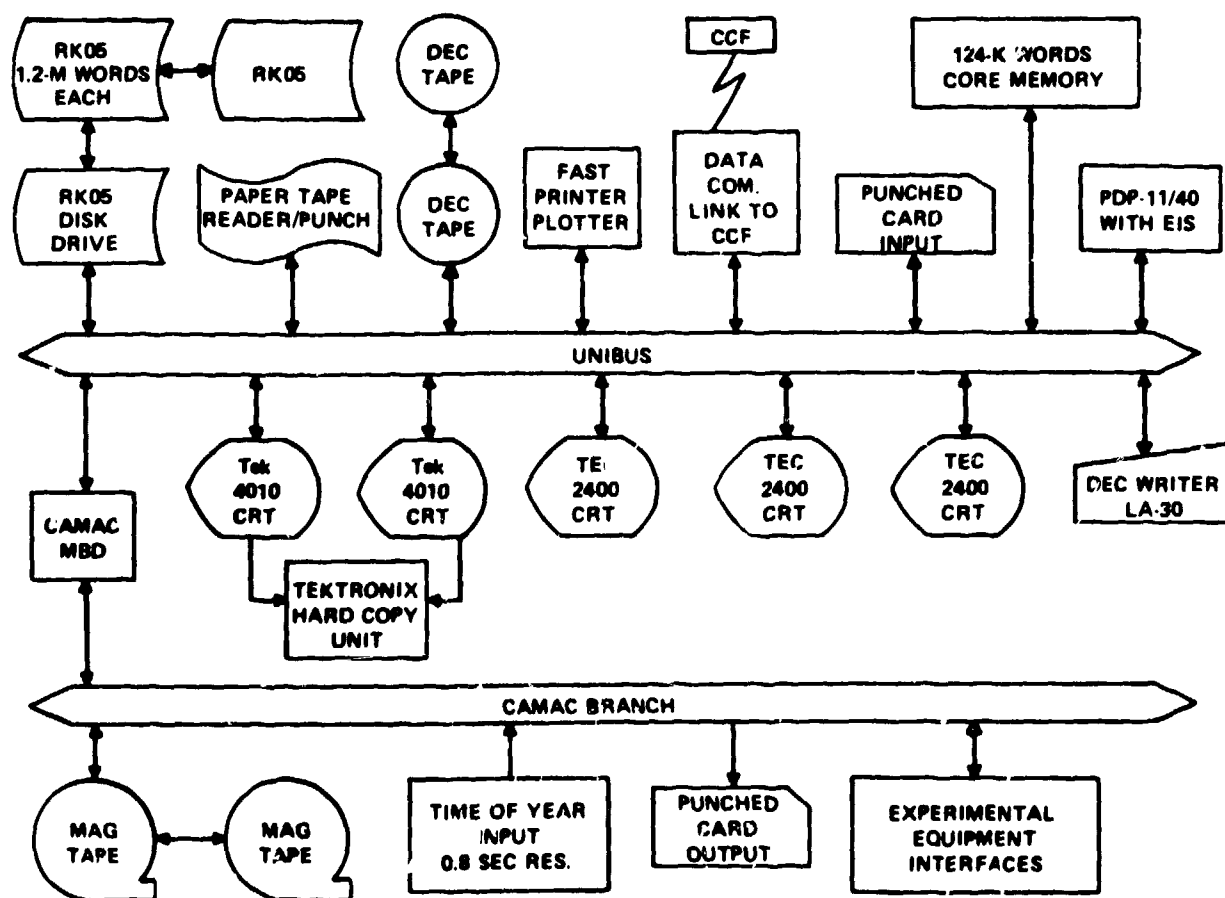 RK05
1.2-M WORDS
EACH
RK05
DEC
TAPE
CCF
124-K WORDS
CORE MEMORY
RK05
DISK
DRIVE
PAPER TAPE
READER/PUNCH
DEC
TAPE
FAST
PRINTER
PLOTTER
DATA
COM.
LINK TO
CCF
PUNCHED
CARD
INPUT
PDP-11/40
WITH EIS
UNIBUS
CAMAC
MBD
Tek
4010
CRT
Tek
4010
CRT
TEC
2400
CRT
TEC
2400
CRT
TEC
2400
CRT
DEC WRITER
LA-30
TEKTRONIX
HARD COPY
UNIT
CAMAC BRANCH
MAG
TAPE
MAG
TAPE
TIME OF YEAR
INPUT
0.8 SEC RES.
PUNCHED
CARD
OUTPUT
EXPERIMENTAL
EQUIPMENT
INTERFACES